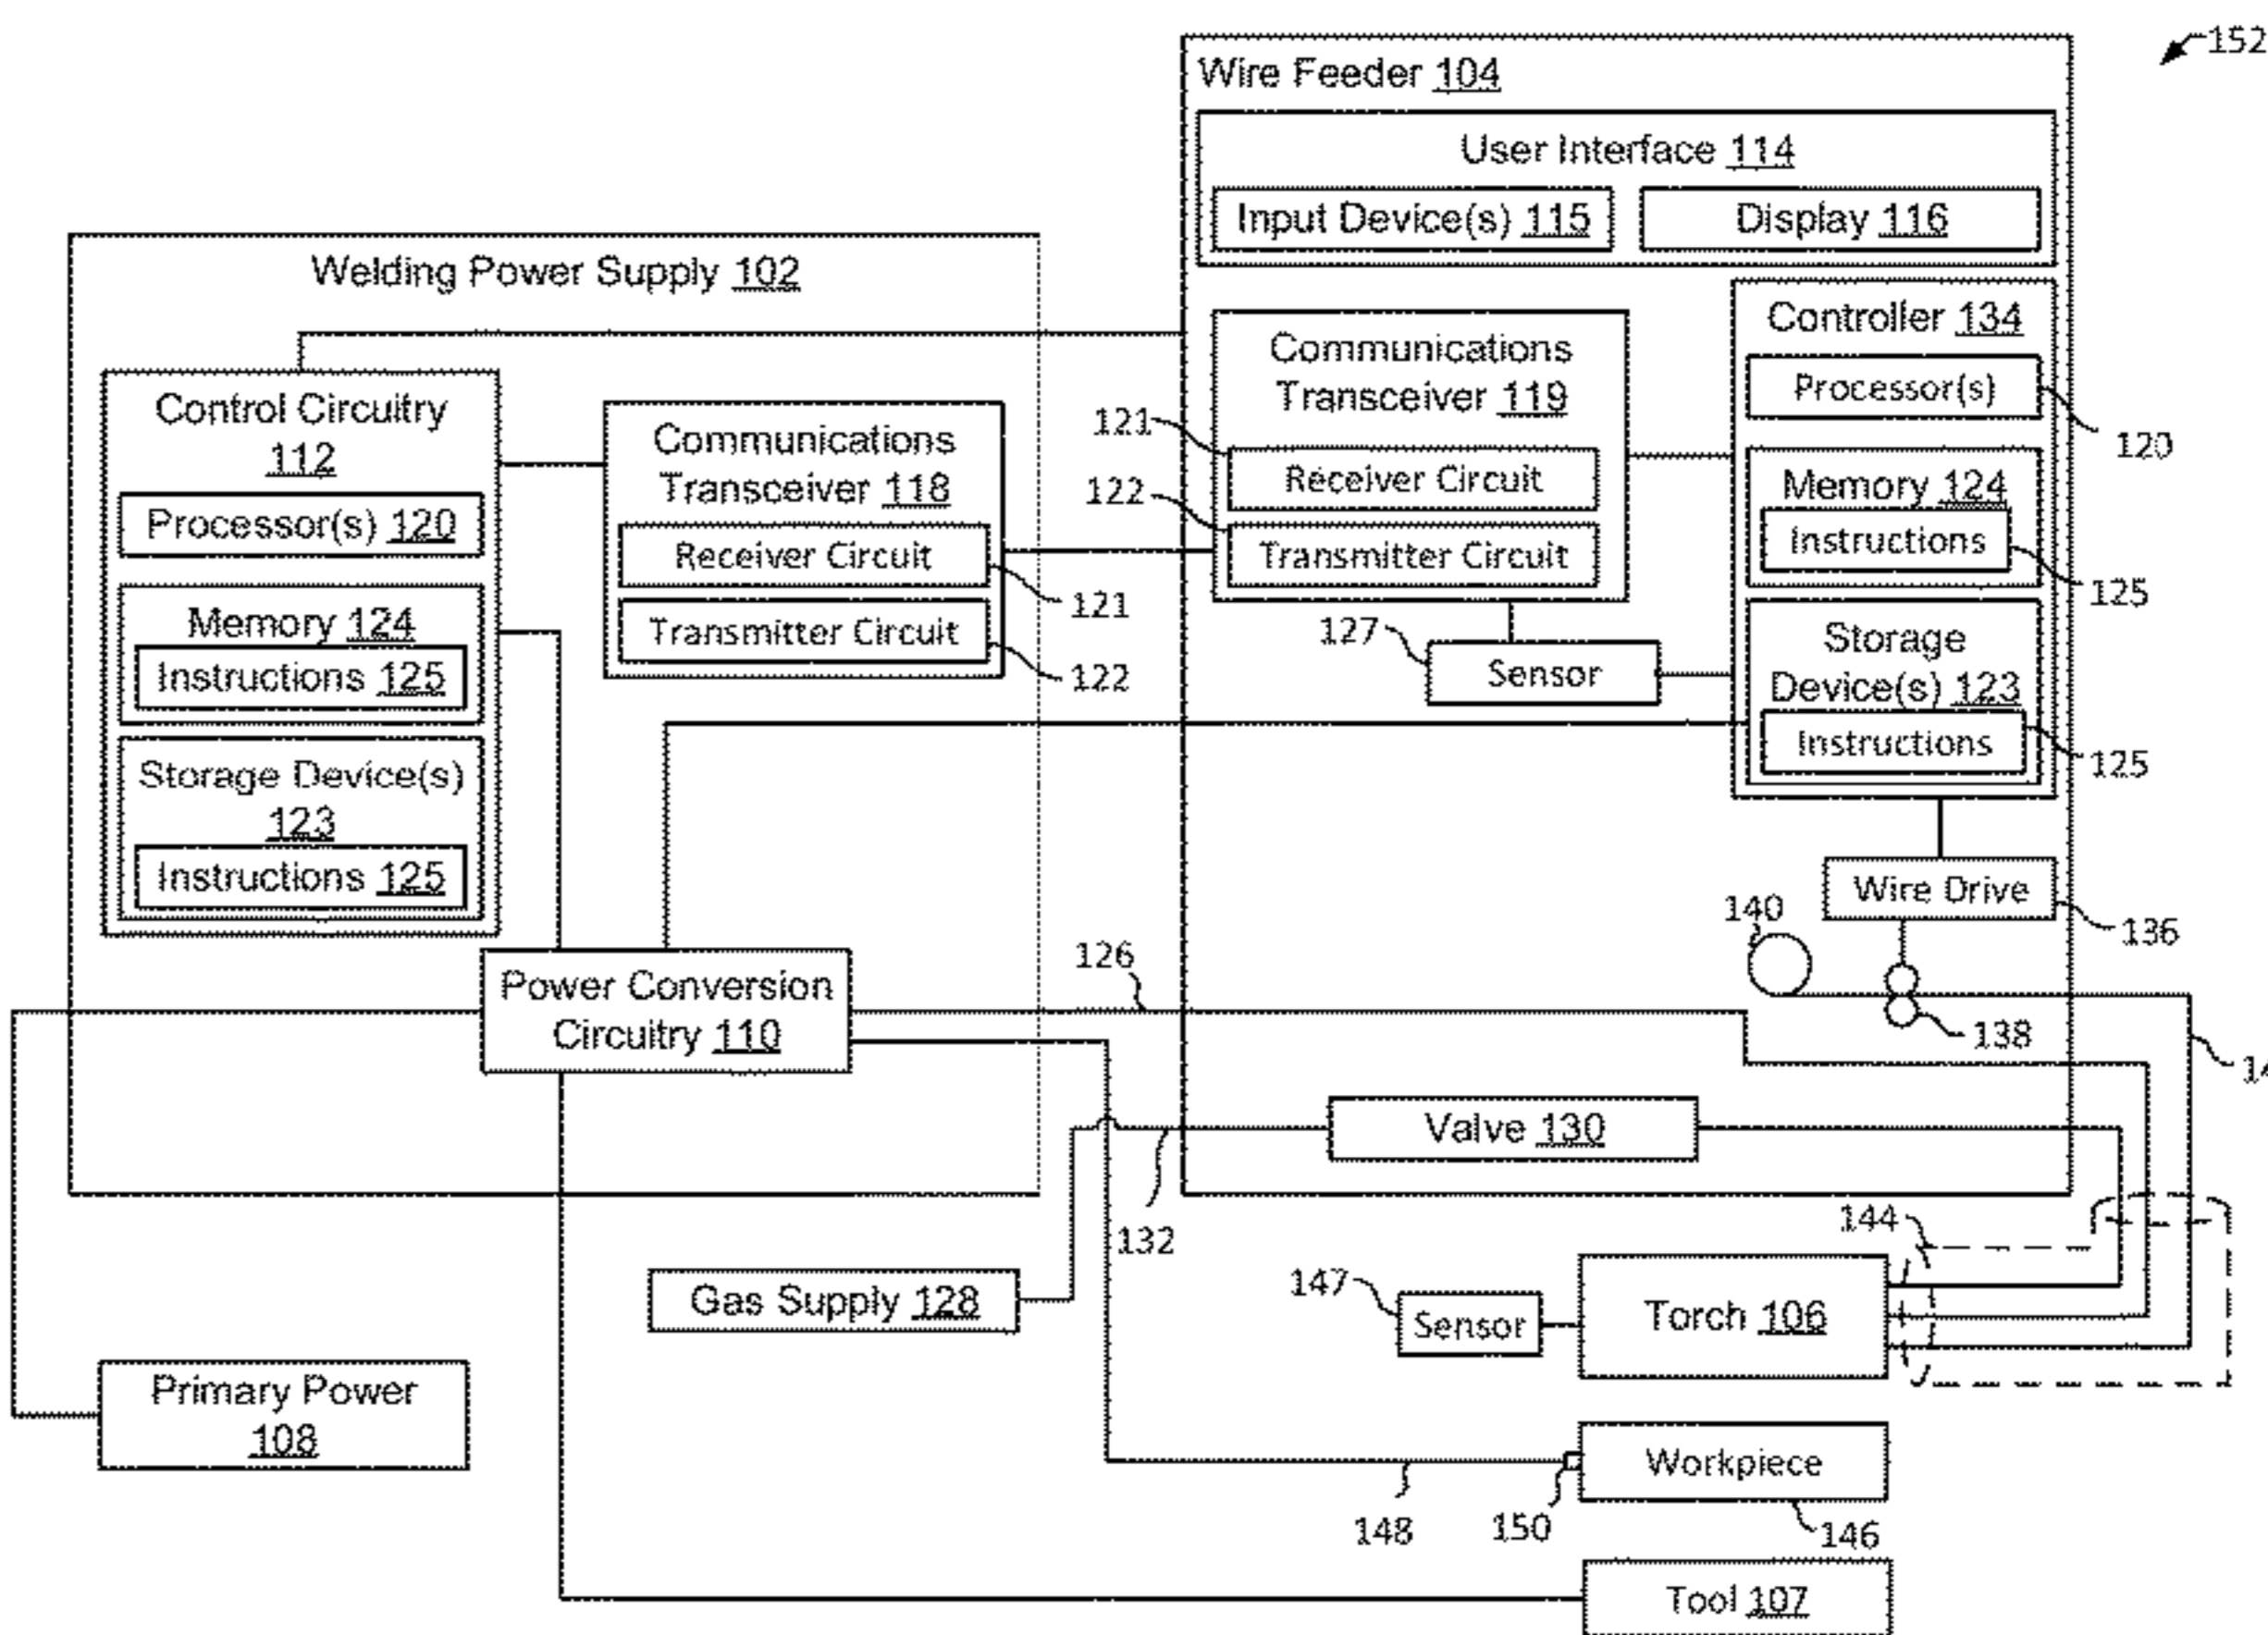 152
Wire Feeder 104
User Interface 114
Input Device(s) 115
Display 116
Welding Power Supply 102
Control Circuitry
112
Processor(s) 120
Memory 124
Instructions 125
Storage Device(s)
123
Instructions 125
Communications
Transceiver 118
Receiver Circuit
121
Transmitter Circuit
122
Communications
Transceiver 119
121
Receiver Circuit
122
Transmitter Circuit
127
Sensor
Controller 134
Processor(s)
120
Memory 124
Instructions
125
Storage
Device(s) 123
Instructions
125
Wire Drive
136
140
138
Power Conversion
Circuitry 110
126
Valve 130
132
144
Gas Supply 128
147
Sensor
Torch 106
Primary Power
108
Workpiece
148
150
146
Tool 107